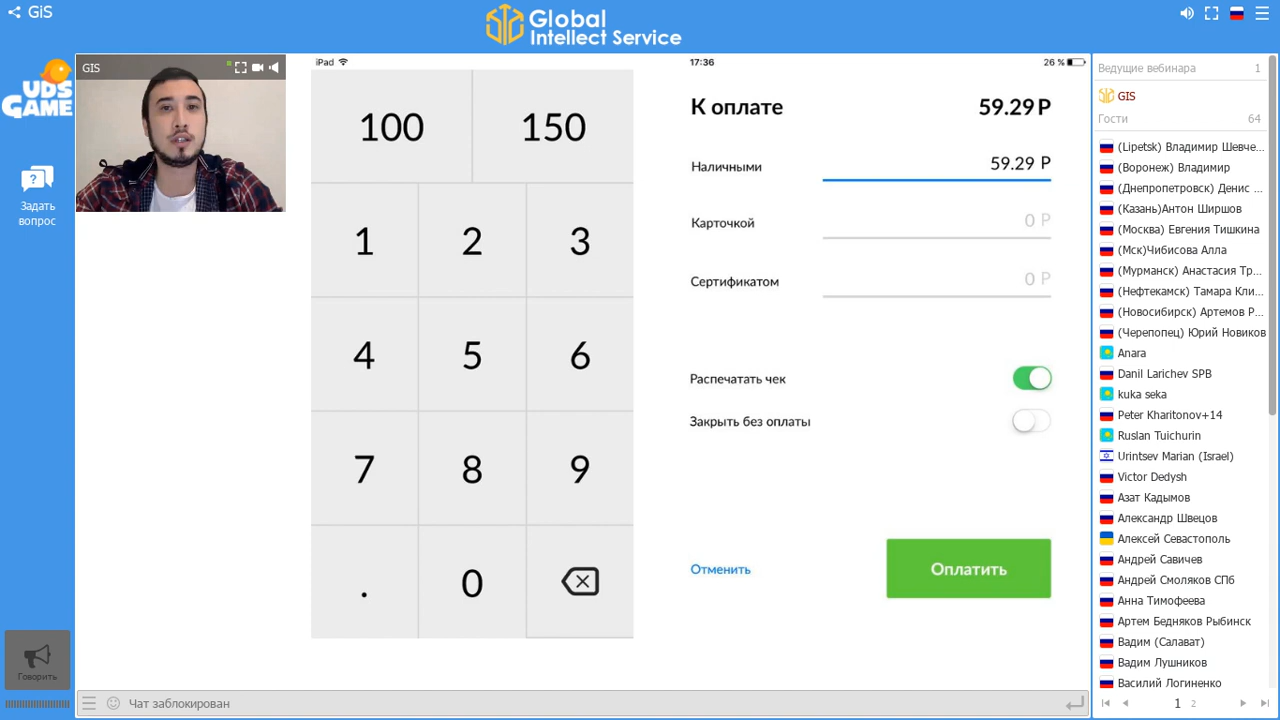 GiS
Global
Intellect Service
UDS
GAME
Задать
вопрос
Говорить
GIS
iPad
17:36
26 %
100
150
1
2
3
4
5
6
7
8
9
.
0
К оплате
59.29 Р
Наличными
59.29 Р
Карточкой
0 Р
Сертификатом
0 Р
Распечатать чек
Закрыть без оплаты
Отменить
Оплатить
Чат заблокирован
Ведущие вебинара 1
GIS
Гости 64
(Lipetsk) Владимир Шевче...
(Воронеж) Владимир
(Днепропетровск) Денис ...
(Казань)Антон Ширшов
(Москва) Евгения Тишкина
(Мск)Чибисова Алла
(Мурманск) Анастасия Тр...
(Нефтекамск) Тамара Кли...
(Новосибирск) Артемов Р...
(Черепопец) Юрий Новиков
Anara
Danil Larichev SPB
kuka seka
Peter Kharitonov+14
Ruslan Tuichurin
Urintsev Marian (Israel)
Victor Dedysh
Азат Кадымов
Александр Швецов
Алексей Севастополь
Андрей Савичев
Андрей Смоляков СПб
Анна Тимофеева
Артем Бедняков Рыбинск
Вадим (Салават)
Вадим Лушников
Василий Логиненко
1 2